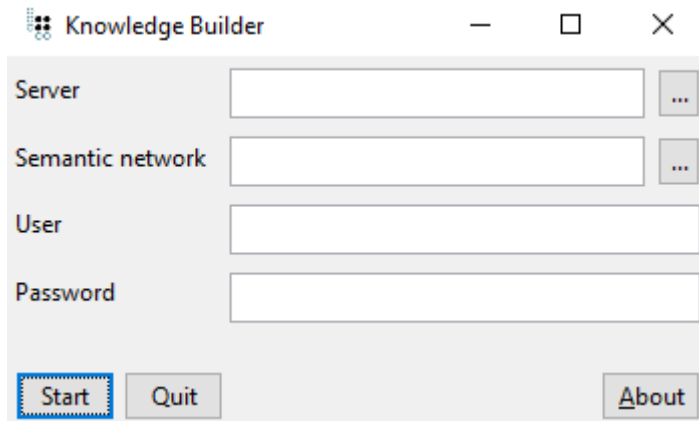 Knowledge Builder
Server ...
Semantic network ...
User
Password
Start Quit About